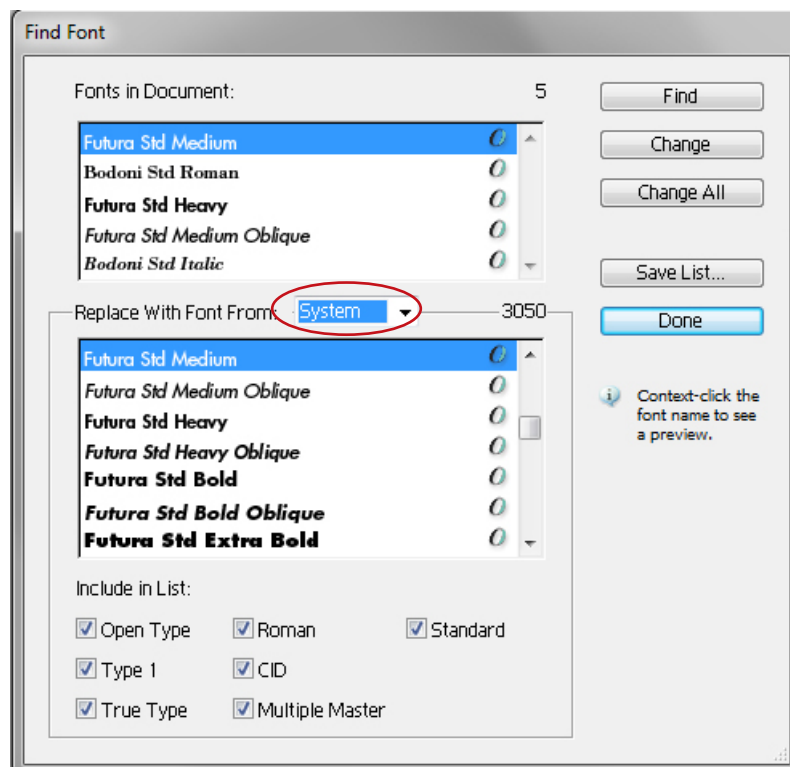 Find Font
Fonts in Document: 5
Find
Futura Std Medium O
Change
Bodoni Std Roman O
Futura Std Heavy O
Change All
Futura Std Medium Oblique O
Bodoni Std Italic O
Save List...
Replace With Font From: System 3050
Done
Futura Std Medium O
Futura Std Medium Oblique O
Futura Std Heavy O
Futura Std Heavy Oblique O
Futura Std Bold O
Futura Std Bold Oblique O
Futura Std Extra Bold O
i Context-click the
font name to see
a preview.
Include in List:
Open Type Roman Standard
Type 1 CID
True Type Multiple Master